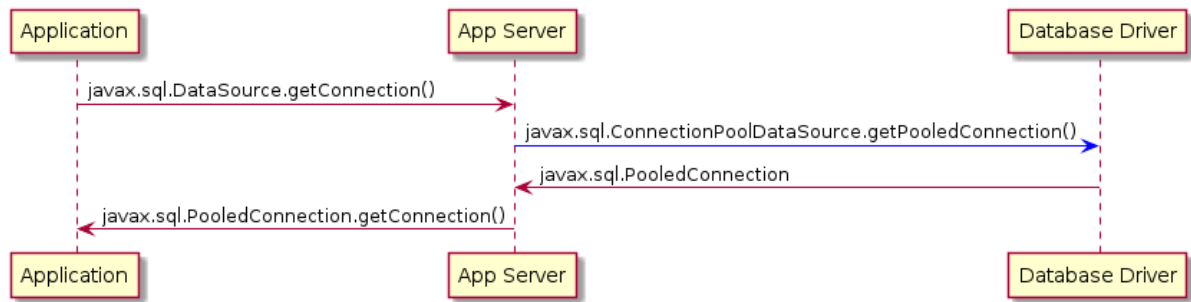 Application
App Server
Database Driver
javax.sql.DataSource.getConnection()
javax.sql.ConnectionPoolDataSource.getPooledConnection()
javax.sql.PooledConnection
javax.sql.PooledConnection.getConnection()
Application
App Server
Database Driver